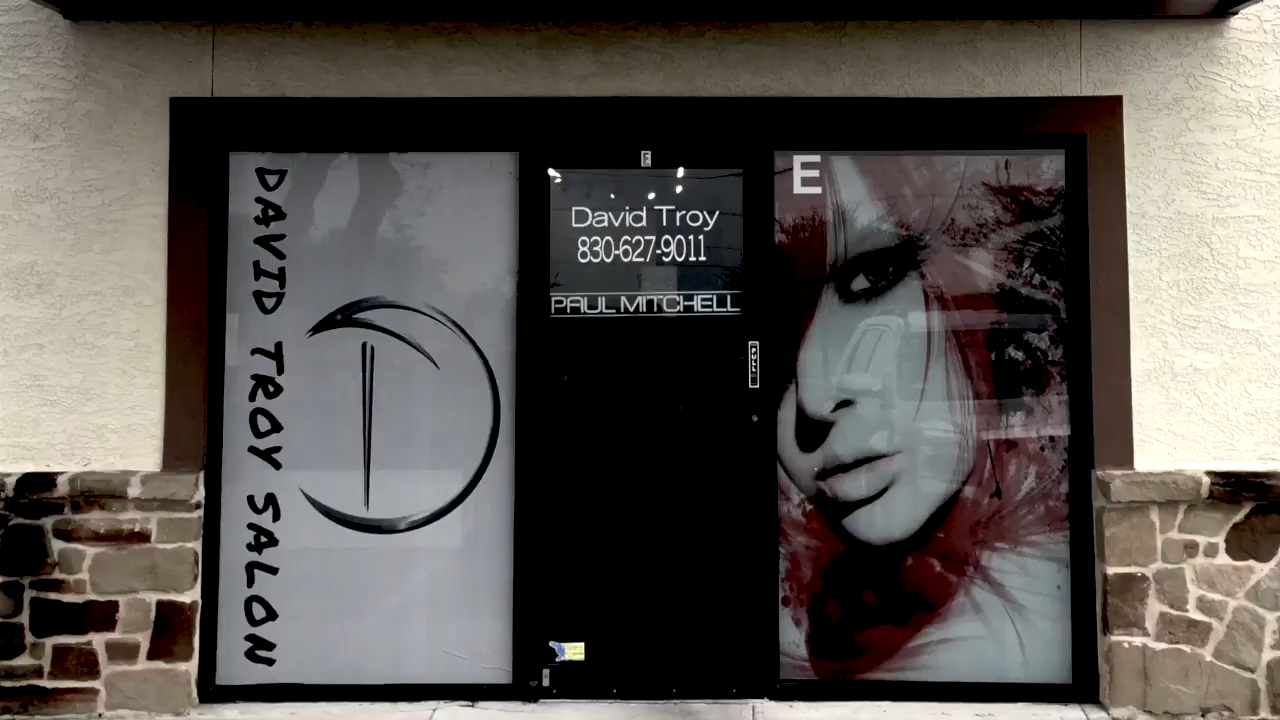 DAVID TROY SALON
E
David Troy
830-627-9011
PAUL MITCHELL
PULL
E